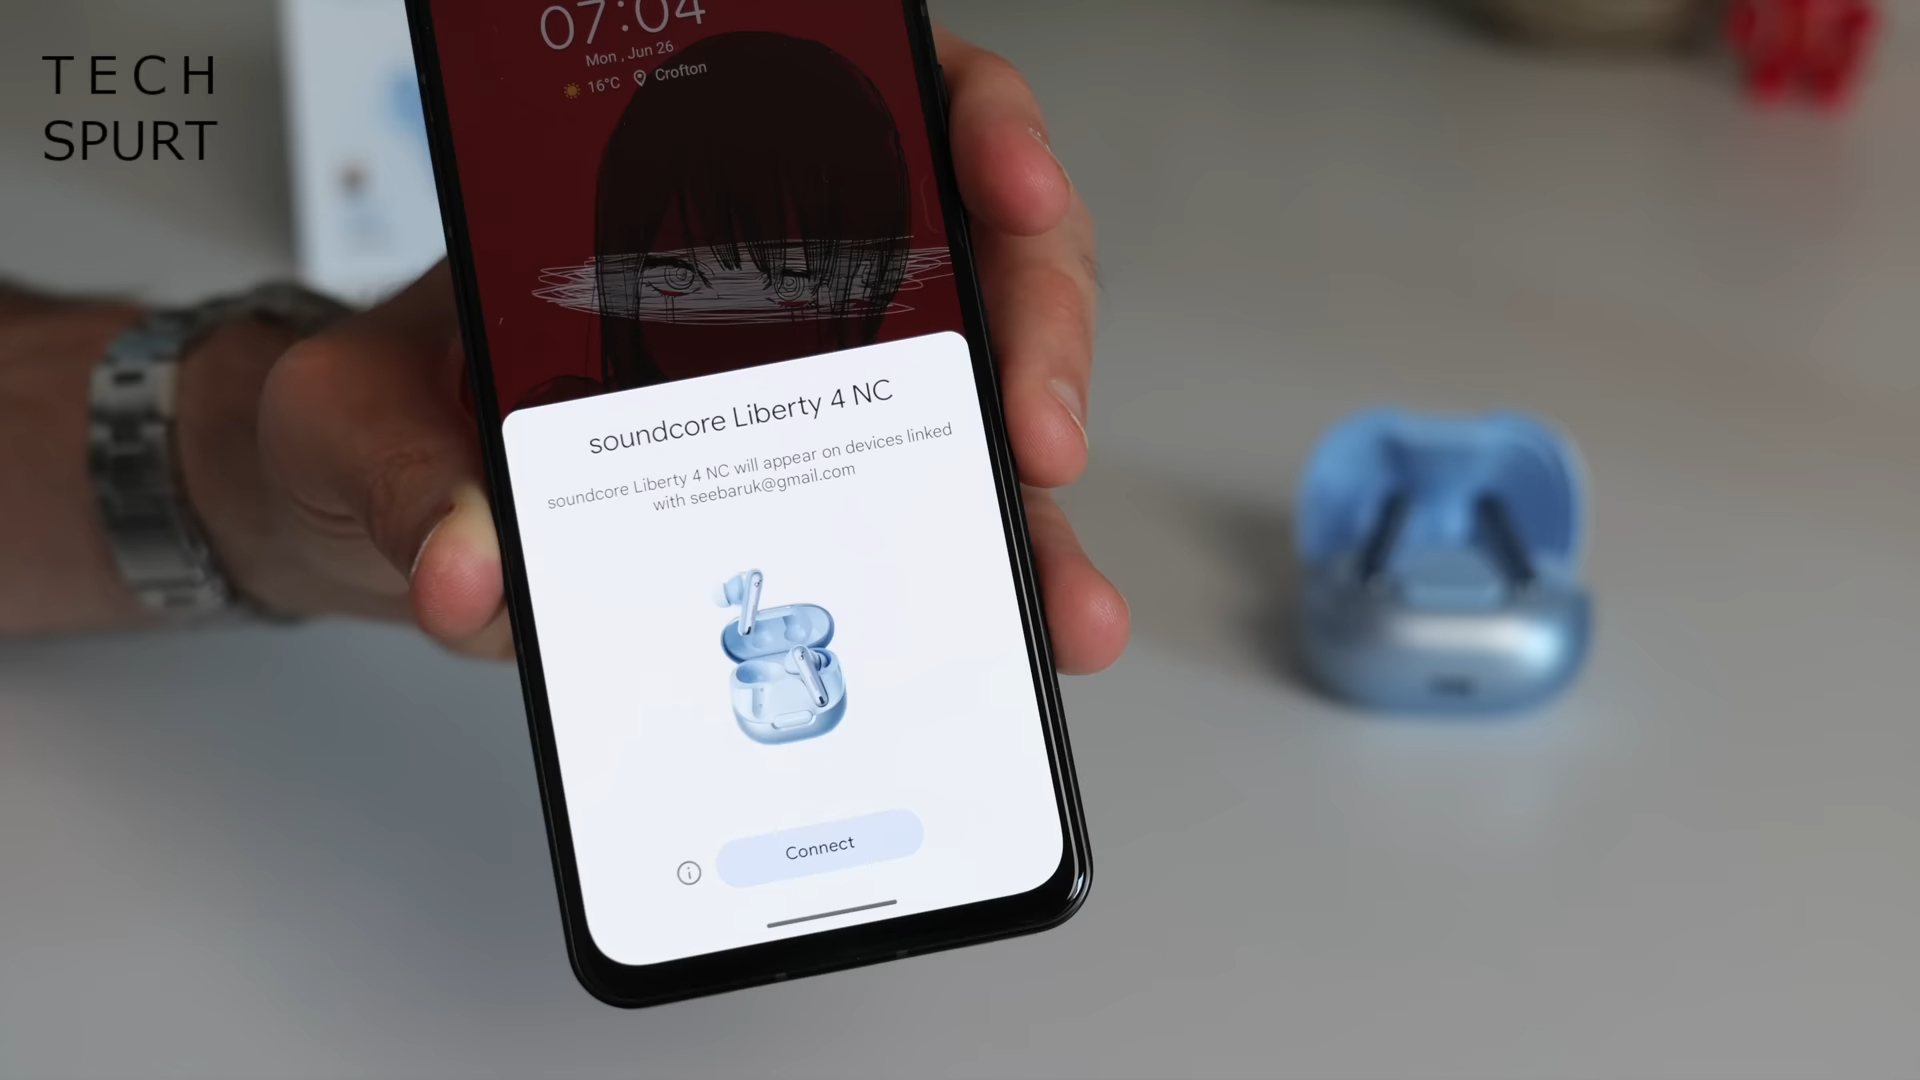 TECH
SPURT
07:04
Mon , Jun 26
16°C Crofton
soundcore Liberty 4 NC
soundcore Liberty 4 NC will appear on devices linked
with seebaruk@gmail.com
Connect